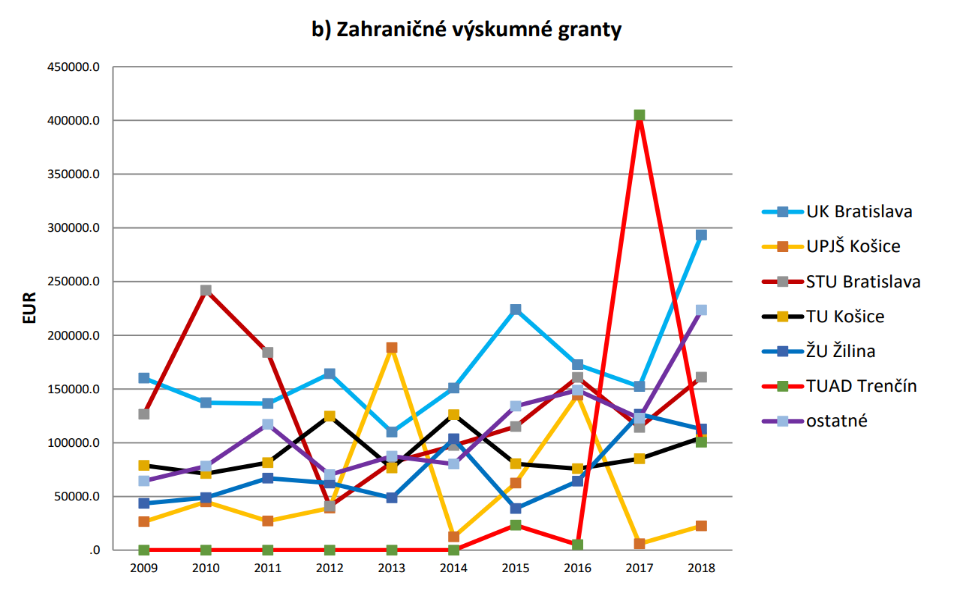 b) Zahraničné výskumné granty
450000.0
400000.0
350000.0
300000.0
250000.0
200000.0
150000.0
100000.0
50000.0
.0
EUR
2009 2010 2011 2012 2013 2014 2015 2016 2017 2018
UK Bratislava
UPJŠ Košice
STU Bratislava
TU Košice
ŽU Žilina
TUAD Trenčín
ostatné